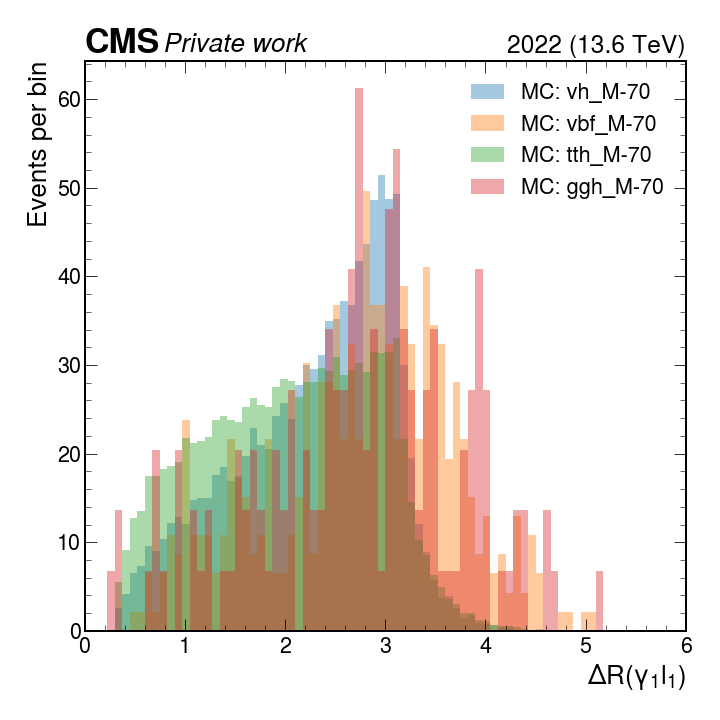 CMS Private work
2022 (13.6 TeV)
Events per bin
MC: vh_M-70
MC: vbf_M-70
MC: tth_M-70
MC: ggh_M-70
60
50
40
30
20
10
0
0 1 2 3 4 5 6
ΔR(γ₁l₁)